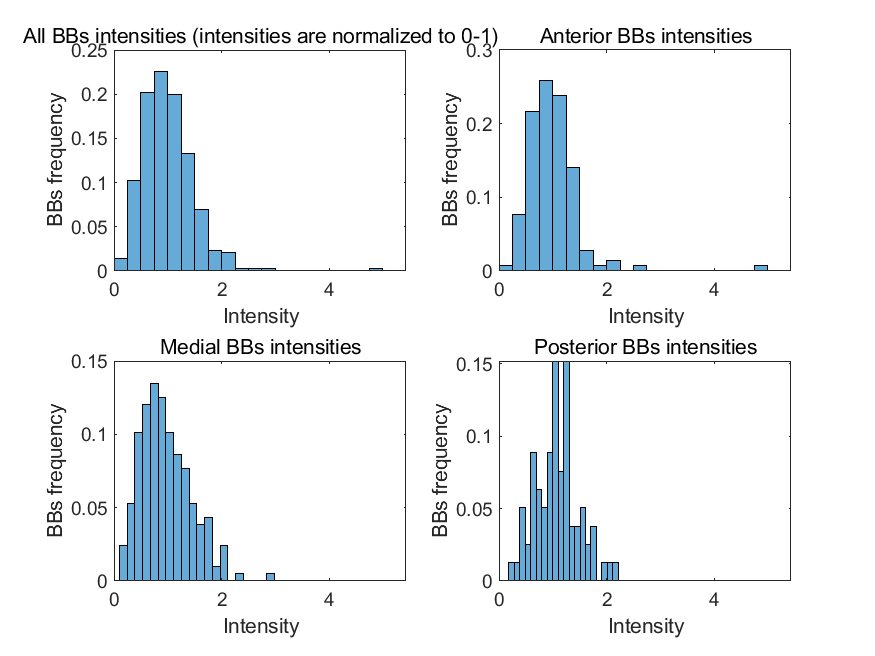 All BBs intensities (intensities are normalized to 0-1)
0.25
0.2
0.15
0.1
0.05
0
BBs frequency
0 2 4
Intensity
Anterior BBs intensities
0.3
0.2
0.1
0
BBs frequency
0 2 4
Intensity
Medial BBs intensities
0.15
0.1
0.05
0
BBs frequency
0 2 4
Intensity
Posterior BBs intensities
0.15
0.1
0.05
0
BBs frequency
0 2 4
Intensity